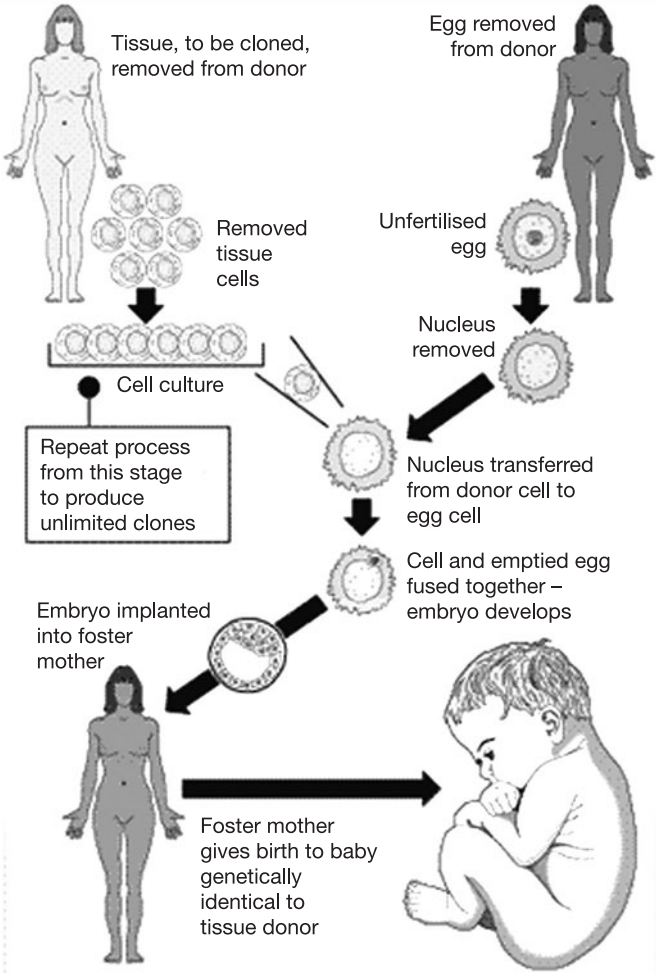 Tissue, to be cloned,
removed from donor
Egg removed
from donor
Removed
tissue
cells
Unfertilised
egg
Nucleus
removed
Cell culture
Repeat process
from this stage
to produce
unlimited clones
Nucleus transferred
from donor cell to
egg cell
Cell and emptied egg
fused together –
embryo develops
Embryo implanted
into foster
mother
Foster mother
gives birth to baby
genetically
identical to
tissue donor